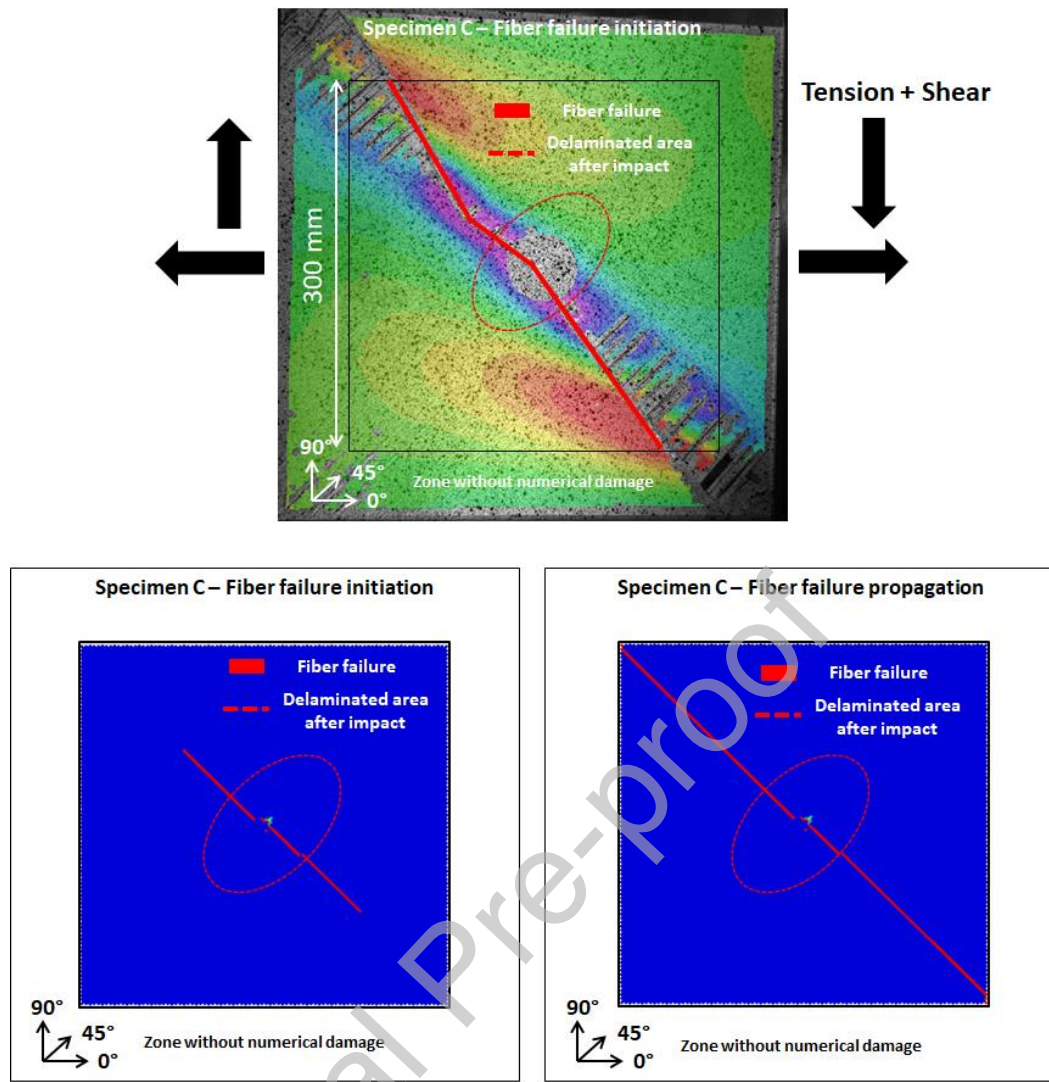 Specimen C – Fiber failure initiation
Fiber failure
Delaminated area
after impact
Tension + Shear
300 mm
90°
45°
0°
Zone without numerical damage
Specimen C – Fiber failure initiation
Fiber failure
Delaminated area
after impact
90°
45°
0°
Zone without numerical damage
Specimen C – Fiber failure propagation
Fiber failure
Delaminated area
after impact
90°
45°
0°
Zone without numerical damage
al Pre-proof